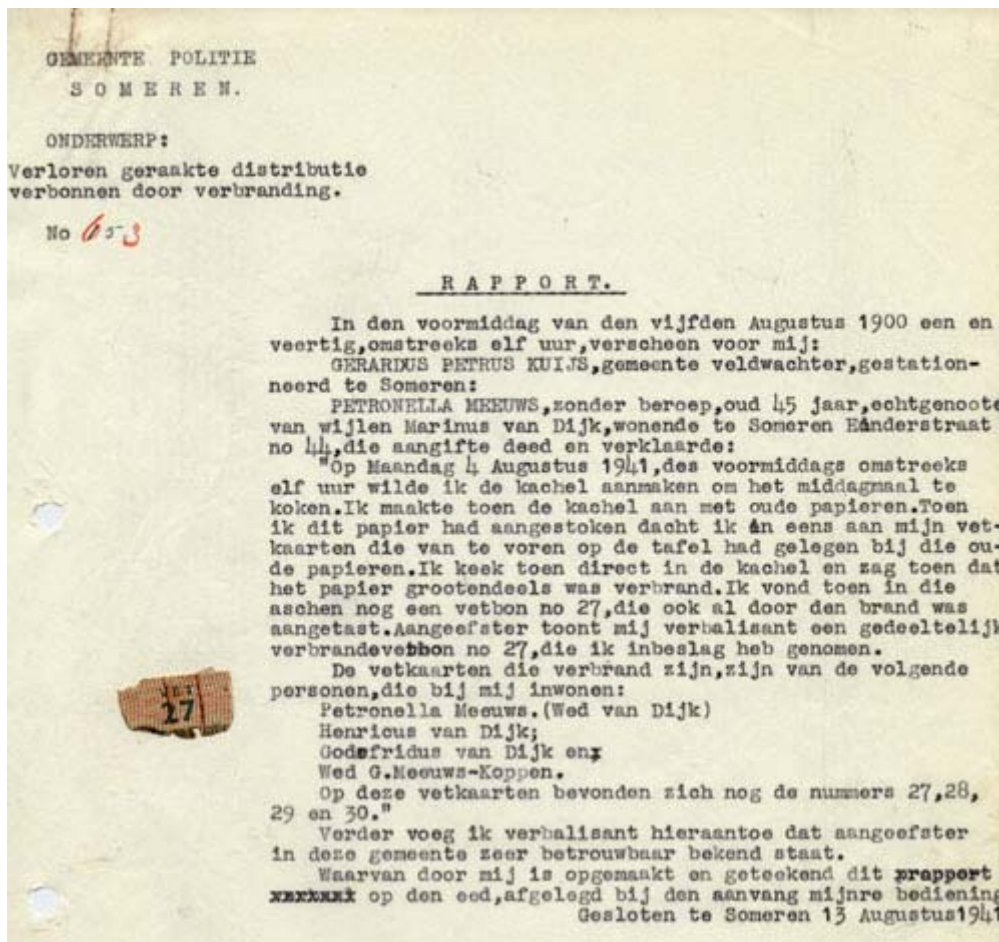 GEMEENTE POLITIE
SOMEREN.
ONDERWERP:
Verloren geraakte distributie
verbonnen door verbranding.
No 653
RAPPORT.
In den voormiddag van den vijfden Augustus 1900 een en
veertig,omstreeks elf uur,verscheen voor mij:
GERARDUS PETRUS KUIJS,gemeente veldwachter,gestation-
neerd te Someren:
PETRONELLA MEEUWS,zonder beroep,oud 45 jaar,echtgenoote
van wijlen Marinus van Dijk,wonende te Someren Einderstraat
no 44,die aangifte deed en verklaarde:
"Op Maandag 4 Augustus 1941,des voormiddags omstreeks
elf uur wilde ik de kachel aanmaken om het middagmaal te
koken.Ik maakte toen de kachel aan met oude papieren.Toen
ik dit papier had aangestoken dacht ik in eens aan mijn vet-
kaarten die van te voren op de tafel had gelegen bij die ou-
de papieren.Ik keek toen direct in de kachel en zag toen dat
het papier grootendeels was verbrand.Ik vond toen in die
asschen nog een vetbon no 27,die ook al door den brand was
aangetast.Aangeefster toont mij verbalisant een gedeeltelijk
verbrandevetbon no 27,die ik inbeslag heb genomen.
De vetkaarten die verbrand zijn,zijn van de volgende
personen,die bij mij inwonen:
VET
27
Petronella Meeuws.(Wed van Dijk)
Henricus van Dijk;
Godefridus van Dijk en
Wed G.Meeuws-Koppen.
Op deze vetkaarten bevonden zich nog de nummers 27,28,
29 en 30."
Verder voeg ik verbalisant hieraantoe dat aangeefster
in deze gemeente zeer betrouwbaar bekend staat.
Waarvan door mij is opgemaakt en geteekend dit rapport
op den eed,afgelegd bij den aanvang mijnre bediening
Gesloten te Someren 13 Augustus1941